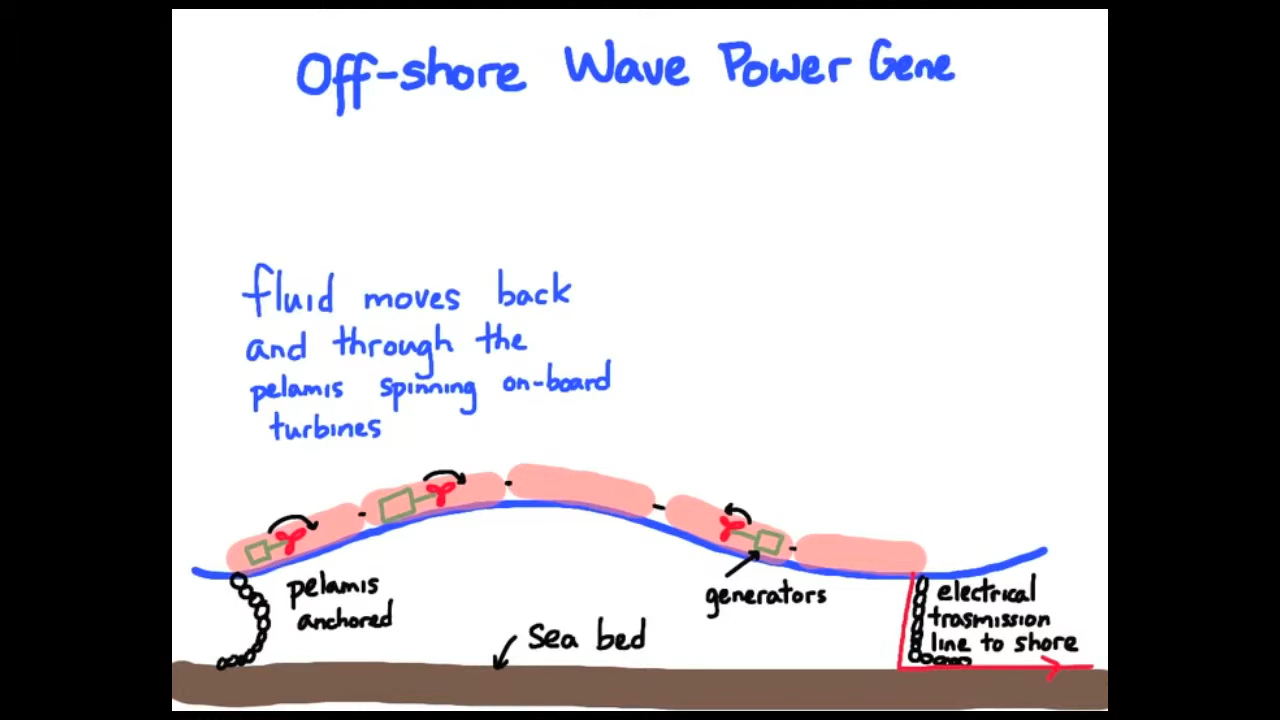 Off-shore Wave Power Gene
fluid moves back
and through the
pelamis spinning on-board
turbines
pelamis
anchored
generators
Sea bed
electrical
trasmission
line to shore